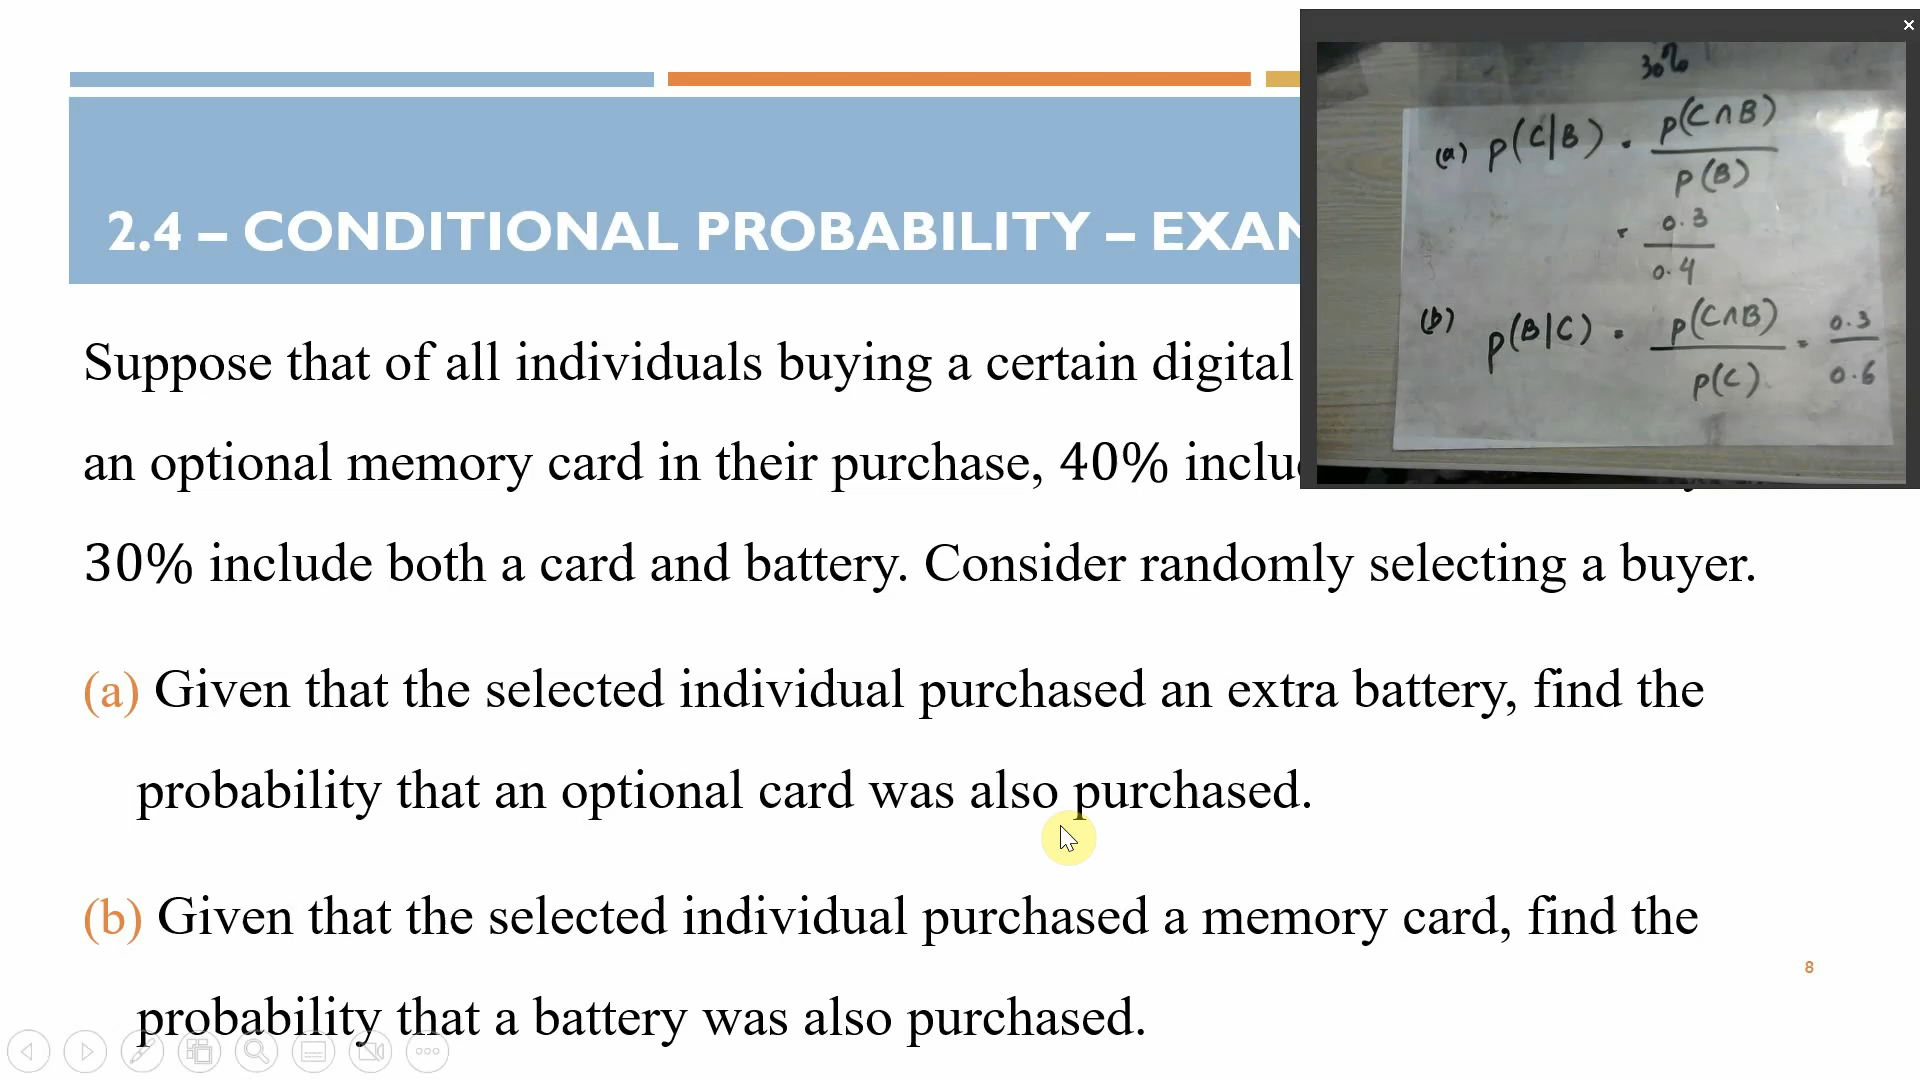 2.4 – CONDITIONAL PROBABILITY – EXAM
Suppose that of all individuals buying a certain digital
an optional memory card in their purchase, 40% inclu
30% include both a card and battery. Consider randomly selecting a buyer.
(a) Given that the selected individual purchased an extra battery, find the
probability that an optional card was also purchased.
(b) Given that the selected individual purchased a memory card, find the
probability that a battery was also purchased.
8
30%
(a) P(C|B) = P(C∩B)
P(B)
= 0.3
0.4
(b) P(B|C) = P(C∩B) = 0.3
P(C) 0.6